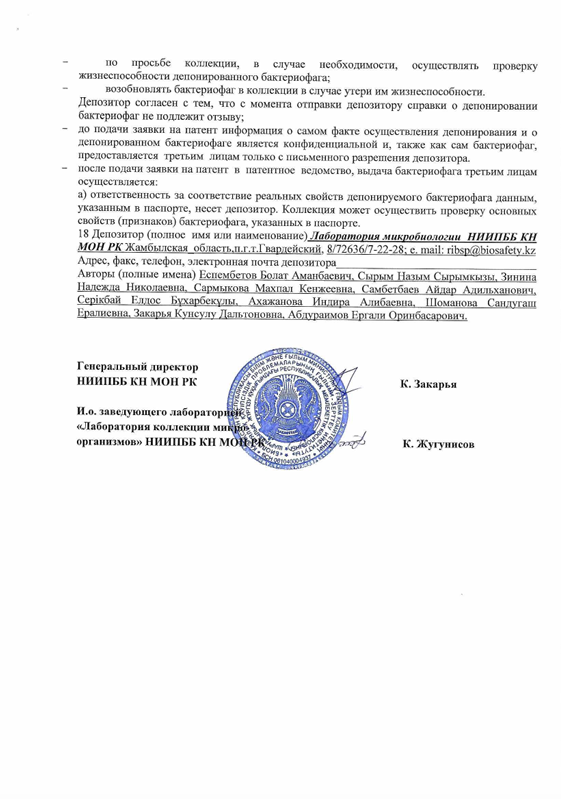 - по просьбе коллекции, в случае необходимости, осуществлять проверку
жизнеспособности депонированного бактериофага;
- возобновлять бактериофаг в коллекции в случае утери им жизнеспособности.
Депозитор согласен с тем, что с момента отправки депозитору справки о депонировании
бактериофаг не подлежит отзыву;
- до подачи заявки на патент информация о самом факте осуществления депонирования и о
депонированном бактериофаге является конфиденциальной и, также как сам бактериофаг,
предоставляется третьим лицам только с письменного разрешения депозитора.
- после подачи заявки на патент в патентное ведомство, выдача бактериофага третьим лицам
осуществляется:
а) ответственность за соответствие реальных свойств депонируемого бактериофага данным,
указанным в паспорте, несет депозитор. Коллекция может осуществить проверку основных
свойств (признаков) бактериофага, указанных в паспорте.
18 Депозитор (полное имя или наименование) Лаборатория микробиологии НИИПББ КН
МОН РК Жамбылская область,п.г.т.Гвардейский, 8/72636/7-22-28; e. mail: ribsp@biosafety.kz
Адрес, факс, телефон, электронная почта депозитора
Авторы (полные имена) Еспембетов Болат Аманбаевич, Сырым Назым Сырымкызы, Зинина
Надежда Николаевна, Сармыкова Махпал Кенжеевна, Самбетбаев Айдар Адильханович,
Серікбай Еллос Бұхарбекұлы, Ахажанова Индира Алибаевна, Шоманова Сандугаш
Ералиевна, Закарья Кунсулу Дальтоновна, Абдураимов Ергали Оринбасарович.
Генеральный директор
НИИПББ КН МОН РК К. Закарья
И.о. заведующего лабораторией
«Лаборатория коллекции микро-
организмов» НИИПББ КН МОН РК К. Жугунисов